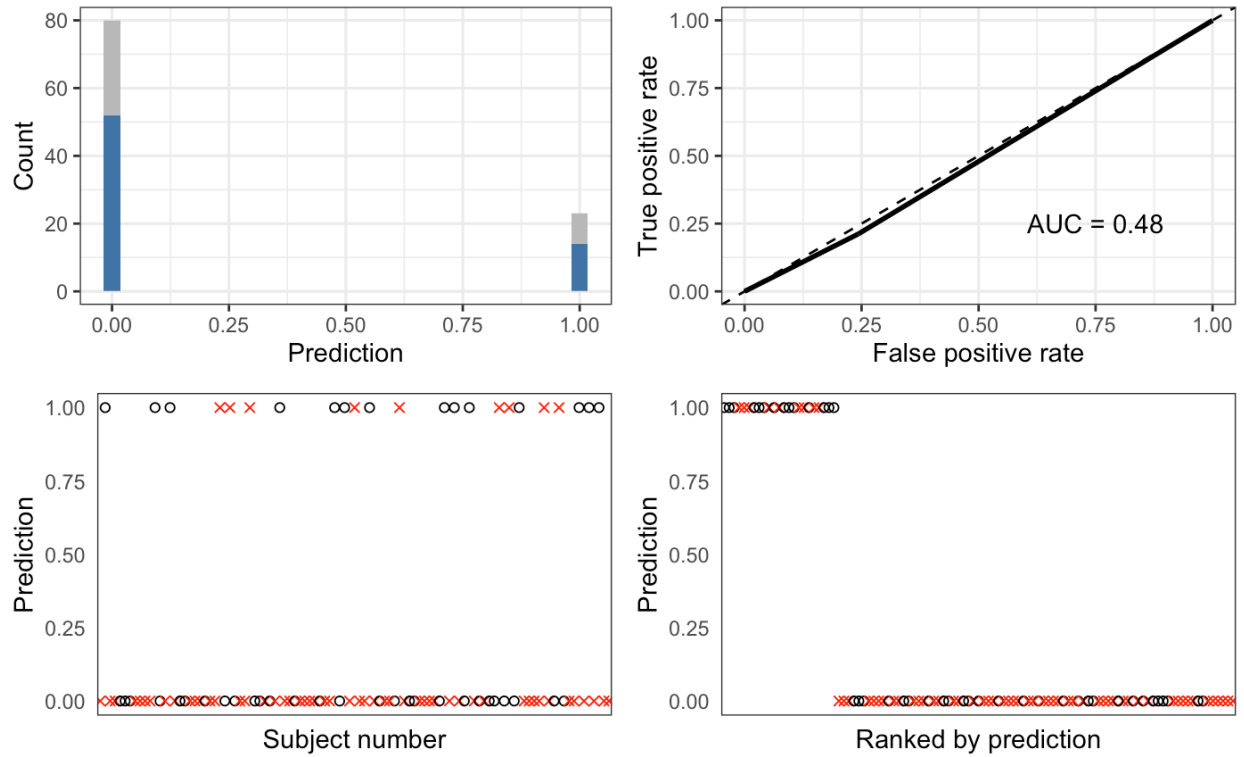 80
60
40
20
0
Count
0.00 0.25 0.50 0.75 1.00
Prediction
1.00
0.75
0.50
0.25
0.00
True positive rate
AUC = 0.48
0.00 0.25 0.50 0.75 1.00
False positive rate
1.00
0.75
0.50
0.25
0.00
Prediction
Subject number
1.00
0.75
0.50
0.25
0.00
Prediction
Ranked by prediction